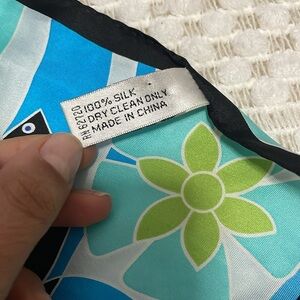 100% SILK
DRY CLEAN ONLY
MADE IN CHINA
RN 62720